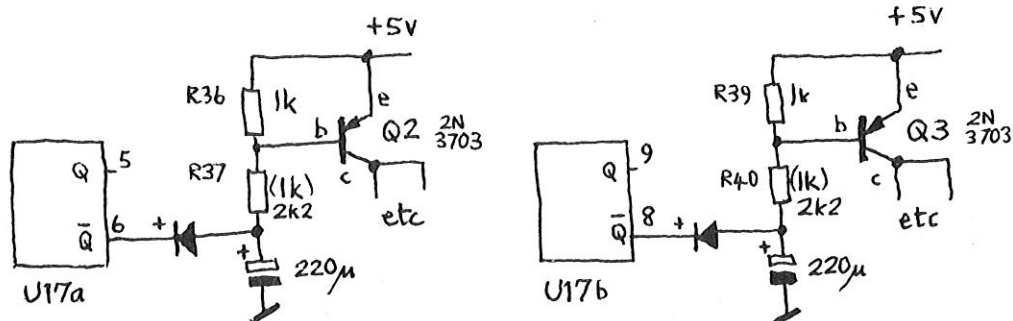 +5v
R36
1k
e
b
Q2
2N
3703
R37
(1k)
2k2
c
etc
Q
5
Q̅
6
+
+
220μ
U17a
+5v
R39
1k
e
b
Q3
2N
3703
R40
(1k)
2k2
c
etc
Q
9
Q̅
8
+
+
220μ
U17b